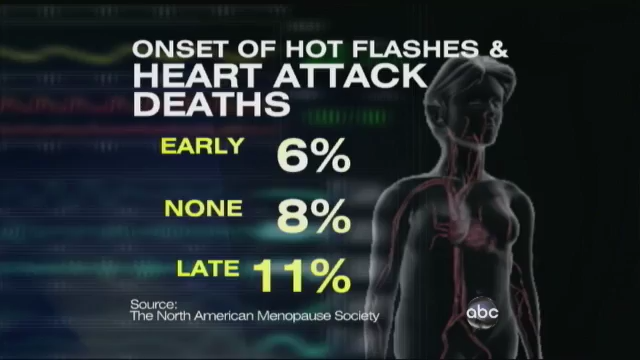 ONSET OF HOT FLASHES &
HEART ATTACK
DEATHS
EARLY 6%
NONE 8%
LATE 11%
Source:
The North American Menopause Society
abc